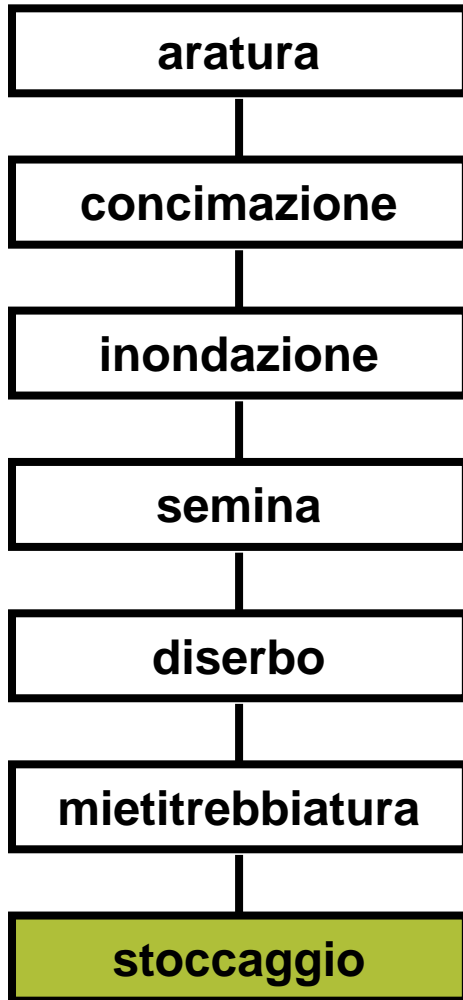 aratura
concimazione
inondazione
semina
diserbo
mietitrebbiatura
stoccaggio